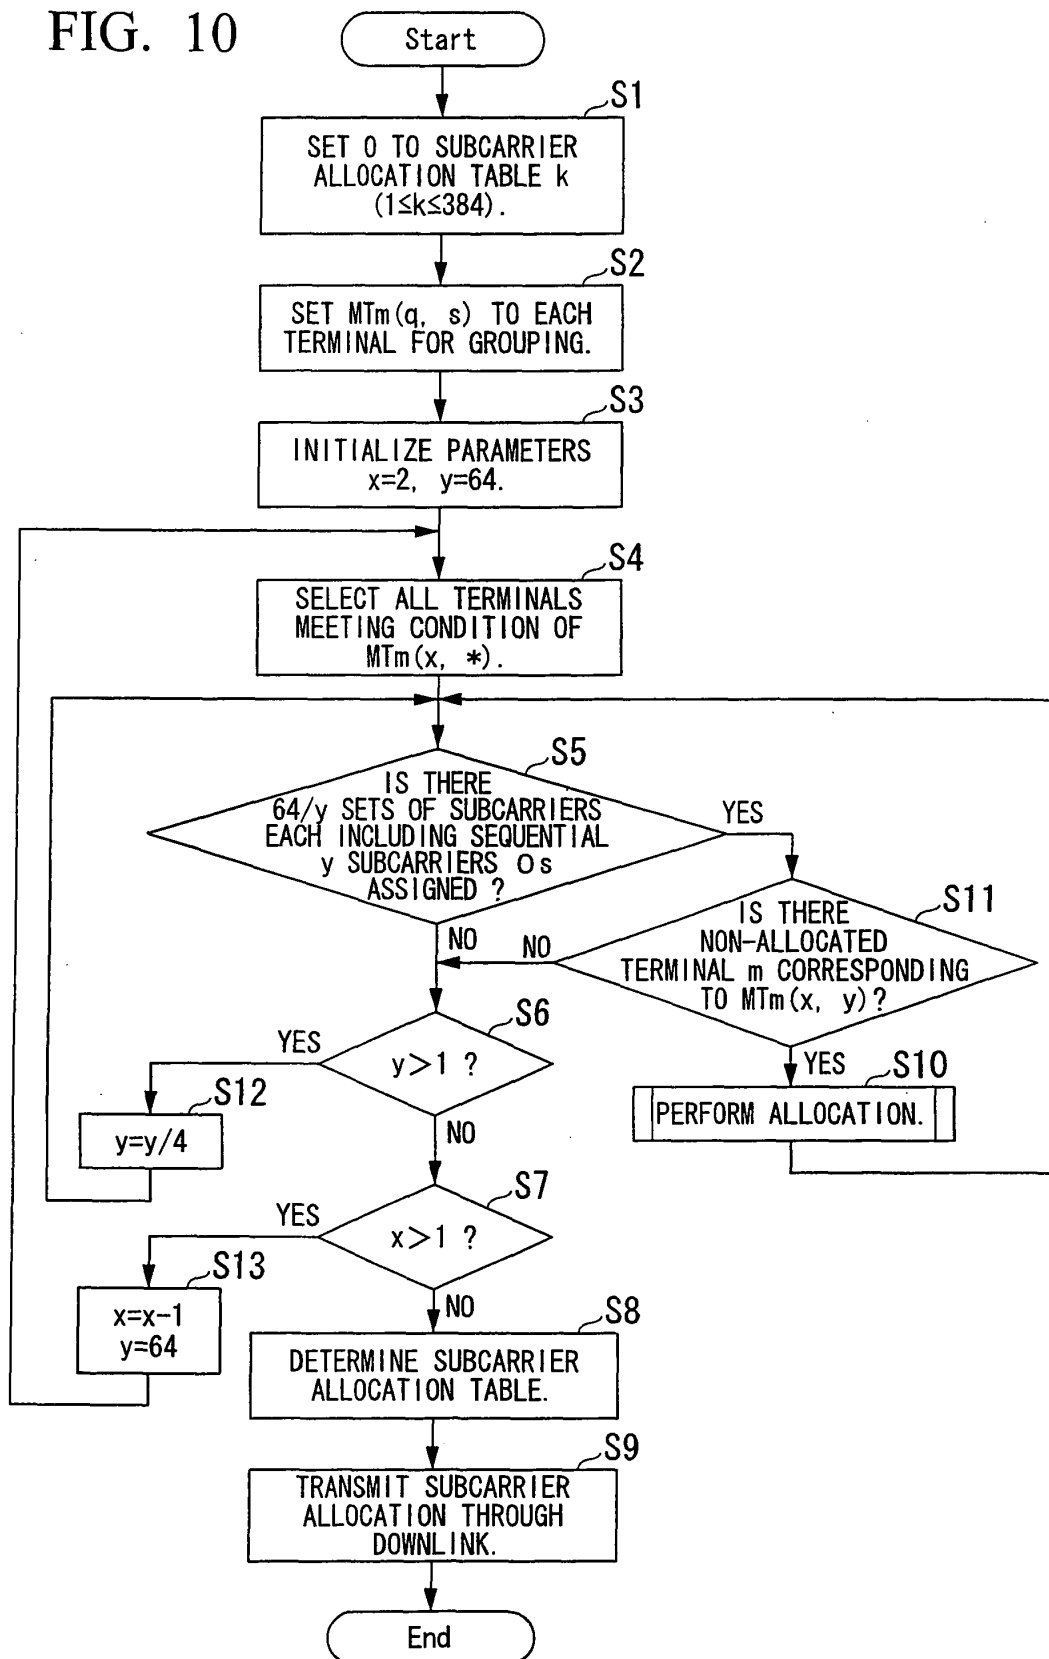 FIG. 10
Start
S1
SET 0 TO SUBCARRIER
ALLOCATION TABLE k
(1≤k≤384).
S2
SET MTm(q, s) TO EACH
TERMINAL FOR GROUPING.
S3
INITIALIZE PARAMETERS
x=2, y=64.
S4
SELECT ALL TERMINALS
MEETING CONDITION OF
MTm(x, *).
S5
IS THERE
64/y SETS OF SUBCARRIERS
EACH INCLUDING SEQUENTIAL
y SUBCARRIERS 0s
ASSIGNED ?
YES
NO
S11
IS THERE
NON-ALLOCATED
TERMINAL m CORRESPONDING
TO MTm(x, y)?
NO
YES
S6
y>1 ?
YES
NO
S12
y=y/4
S10
PERFORM ALLOCATION.
S7
x>1 ?
YES
NO
S13
x=x-1
y=64
S8
DETERMINE SUBCARRIER
ALLOCATION TABLE.
S9
TRANSMIT SUBCARRIER
ALLOCATION THROUGH
DOWNLINK.
End